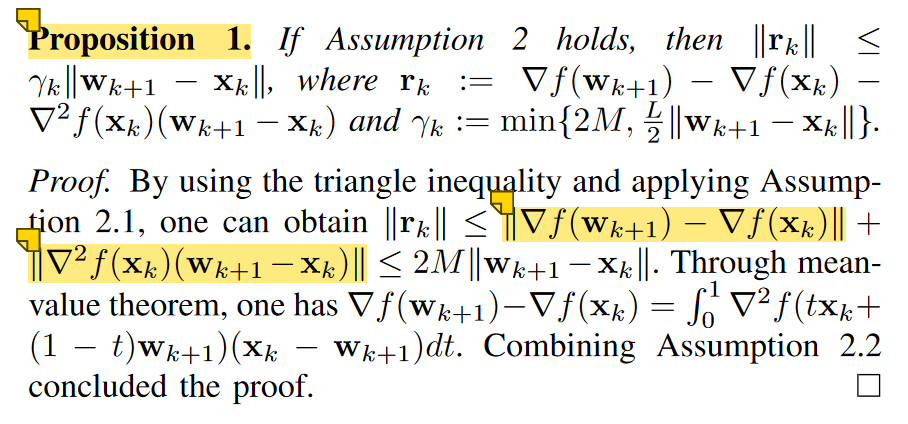 Proposition 1. If Assumption 2 holds, then ‖r_k‖ ≤
γ_k‖w_{k+1} − x_k‖, where r_k := ∇f(w_{k+1}) − ∇f(x_k) −
∇²f(x_k)(w_{k+1} − x_k) and γ_k := min{2M, L/2‖w_{k+1} − x_k‖}.
Proof. By using the triangle inequality and applying Assump-
tion 2.1, one can obtain ‖r_k‖ ≤ ‖∇f(w_{k+1}) − ∇f(x_k)‖ +
‖∇²f(x_k)(w_{k+1} − x_k)‖ ≤ 2M‖w_{k+1} − x_k‖. Through mean-
value theorem, one has ∇f(w_{k+1})−∇f(x_k) = ∫₀¹ ∇²f(tx_k+
(1 − t)w_{k+1})(x_k − w_{k+1})dt. Combining Assumption 2.2
concluded the proof. □